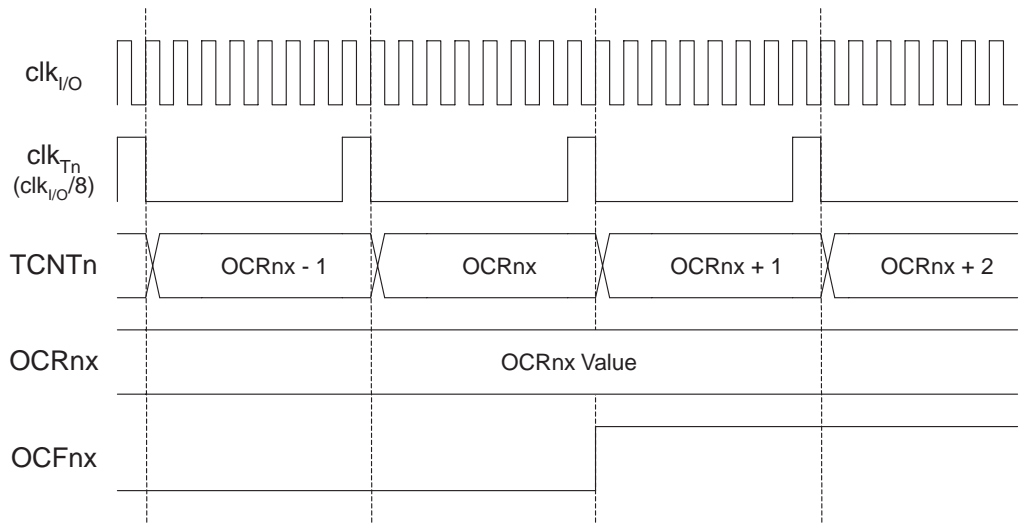 clkI/O
clkTn
(clkI/O/8)
TCNTn
OCRnx - 1
OCRnx
OCRnx + 1
OCRnx + 2
OCRnx
OCRnx Value
OCFnx